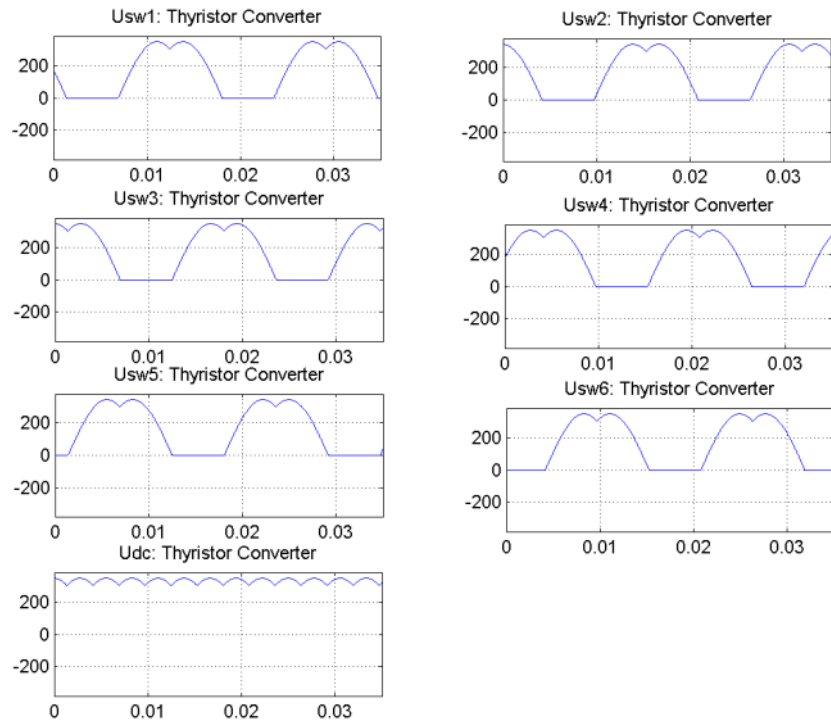 Usw1: Thyristor Converter
200
0
-200
0 0.01 0.02 0.03
Usw2: Thyristor Converter
200
0
-200
0 0.01 0.02 0.03
Usw3: Thyristor Converter
200
0
-200
0 0.01 0.02 0.03
Usw4: Thyristor Converter
200
0
-200
0 0.01 0.02 0.03
Usw5: Thyristor Converter
200
0
-200
0 0.01 0.02 0.03
Usw6: Thyristor Converter
200
0
-200
0 0.01 0.02 0.03
Udc: Thyristor Converter
200
0
-200
0 0.01 0.02 0.03